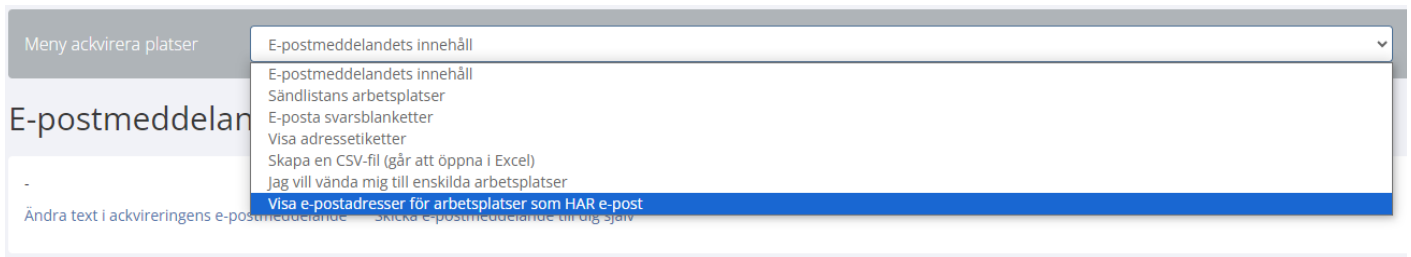 Meny ackvirera platser
E-postmeddelandets innehåll
E-postmeddelandets innehåll
Sändlistans arbetsplatser
E-posta svarsblanketter
Visa adressetiketter
Skapa en CSV-fil (går att öppna i Excel)
Jag vill vända mig till enskilda arbetsplatser
Visa e-postadresser för arbetsplatser som HAR e-post
E-postmeddelan
-
Ändra text i ackvireringens e-postmeddelande Skicka e-postmeddelande till dig själv